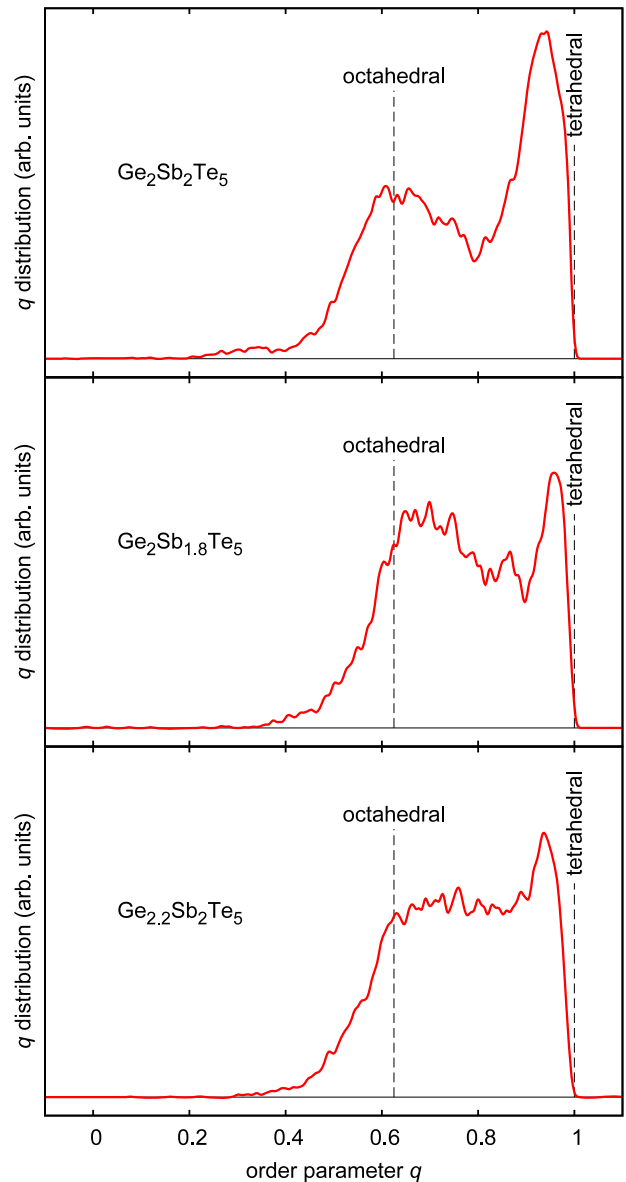 q distribution (arb. units)
octahedral
tetrahedral
Ge₂Sb₂Te₅
q distribution (arb. units)
octahedral
tetrahedral
Ge₂Sb₁.₈Te₅
q distribution (arb. units)
octahedral
tetrahedral
Ge₂.₂Sb₂Te₅
0 0.2 0.4 0.6 0.8 1
order parameter q